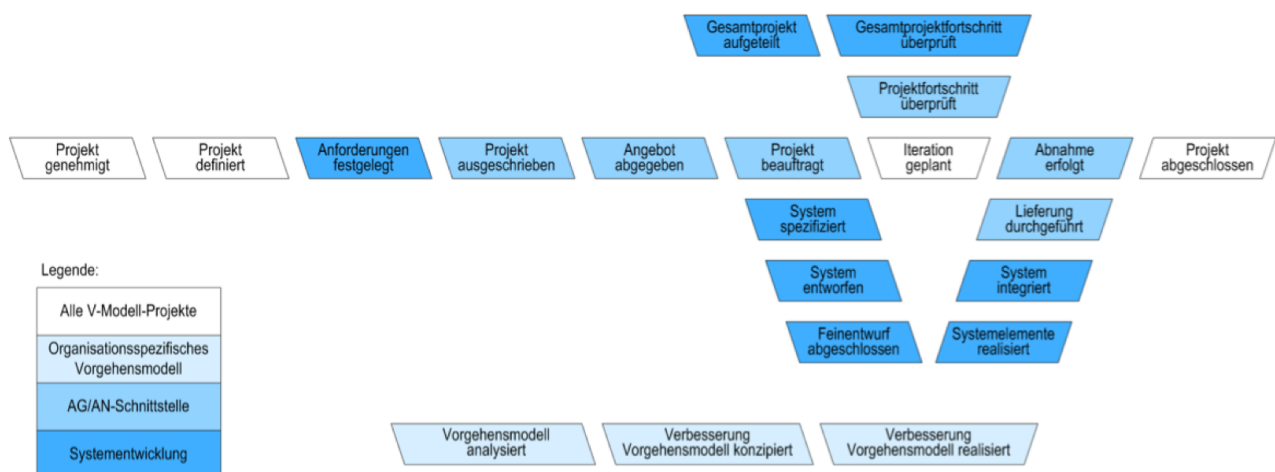 Gesamtprojekt
aufgeteilt
Gesamtprojektfortschritt
überprüft
Projektfortschritt
überprüft
Projekt
genehmigt
Projekt
definiert
Anforderungen
festgelegt
Projekt
ausgeschrieben
Angebot
abgegeben
Projekt
beauftragt
Iteration
geplant
Abnahme
erfolgt
Projekt
abgeschlossen
System
spezifiziert
Lieferung
durchgeführt
System
entworfen
System
integriert
Feinentwurf
abgeschlossen
Systemelemente
realisiert
Legende:
Alle V-Modell-Projekte
Organisationsspezifisches
Vorgehensmodell
AG/AN-Schnittstelle
Systementwicklung
Vorgehensmodell
analysiert
Verbesserung
Vorgehensmodell konzipiert
Verbesserung
Vorgehensmodell realisiert